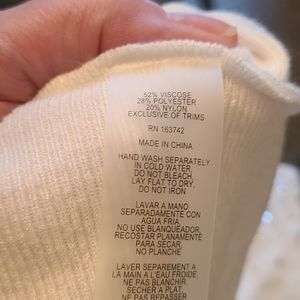 52% VISCOSE
28% POLYESTER
20% NYLON
EXCLUSIVE OF TRIMS
RN 163742
MADE IN CHINA
HAND WASH SEPARATELY
IN COLD WATER,
DO NOT BLEACH,
LAY FLAT TO DRY,
DO NOT IRON
LAVAR A MANO
SEPARADAMENTE CON
AGUA FRIA,
NO USE BLANQUEADOR,
RECOSTAR PLANAMENTE
PARA SECAR,
NO PLANCHE
LAVER SEPAREMENT A
LA MAIN A L'EAU FROIDE,
NE PAS BLANCHIR,
SECHER A PLAT,
NE PAS REPASSER